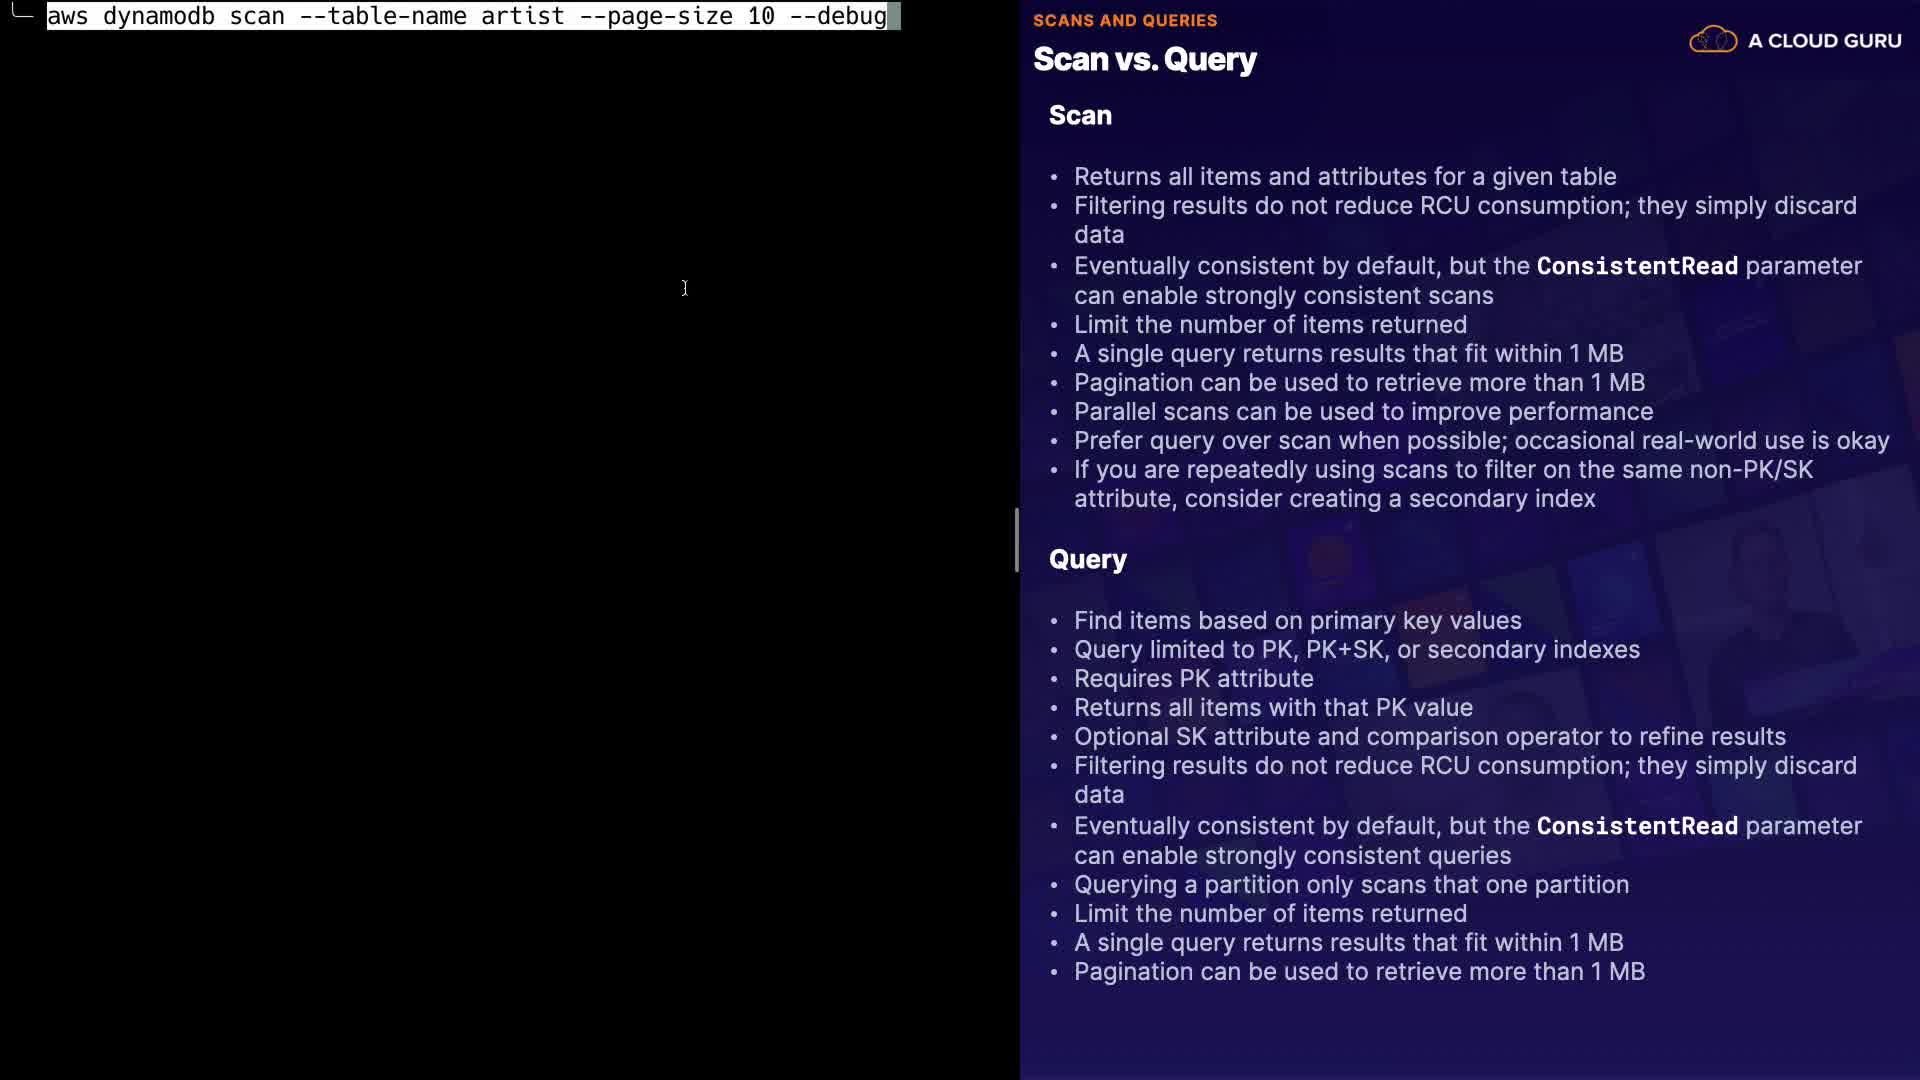 aws dynamodb scan --table-name artist --page-size 10 --debug
SCANS AND QUERIES
A CLOUD GURU
Scan vs. Query
Scan
• Returns all items and attributes for a given table
• Filtering results do not reduce RCU consumption; they simply discard
data
• Eventually consistent by default, but the ConsistentRead parameter
can enable strongly consistent scans
• Limit the number of items returned
• A single query returns results that fit within 1 MB
• Pagination can be used to retrieve more than 1 MB
• Parallel scans can be used to improve performance
• Prefer query over scan when possible; occasional real-world use is okay
• If you are repeatedly using scans to filter on the same non-PK/SK
attribute, consider creating a secondary index
Query
• Find items based on primary key values
• Query limited to PK, PK+SK, or secondary indexes
• Requires PK attribute
• Returns all items with that PK value
• Optional SK attribute and comparison operator to refine results
• Filtering results do not reduce RCU consumption; they simply discard
data
• Eventually consistent by default, but the ConsistentRead parameter
can enable strongly consistent queries
• Querying a partition only scans that one partition
• Limit the number of items returned
• A single query returns results that fit within 1 MB
• Pagination can be used to retrieve more than 1 MB